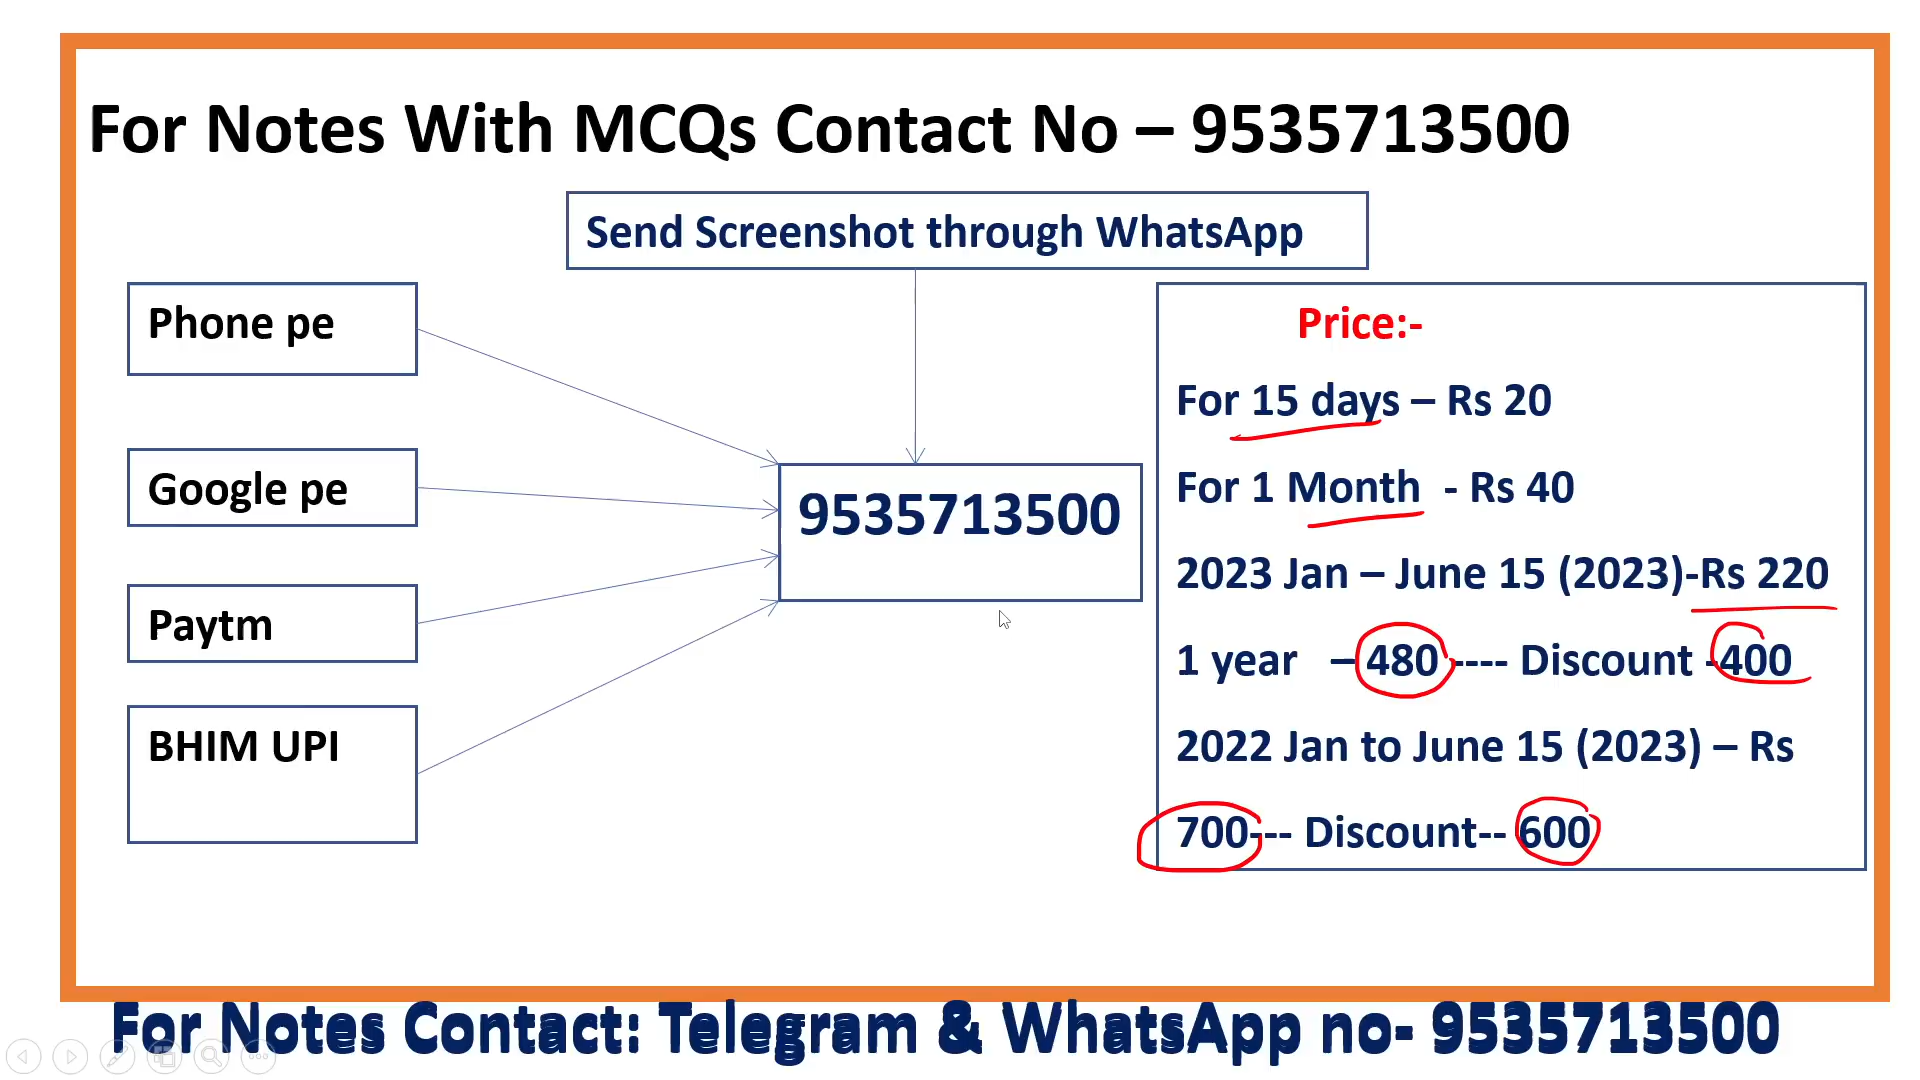 For Notes With MCQs Contact No – 9535713500
Send Screenshot through WhatsApp
Phone pe
Google pe
Paytm
BHIM UPI
9535713500
Price:-
For 15 days – Rs 20
For 1 Month - Rs 40
2023 Jan – June 15 (2023)-Rs 220
1 year – 480 ---- Discount -400
2022 Jan to June 15 (2023) – Rs
700--- Discount-- 600
For Notes Contact: Telegram & WhatsApp no- 9535713500